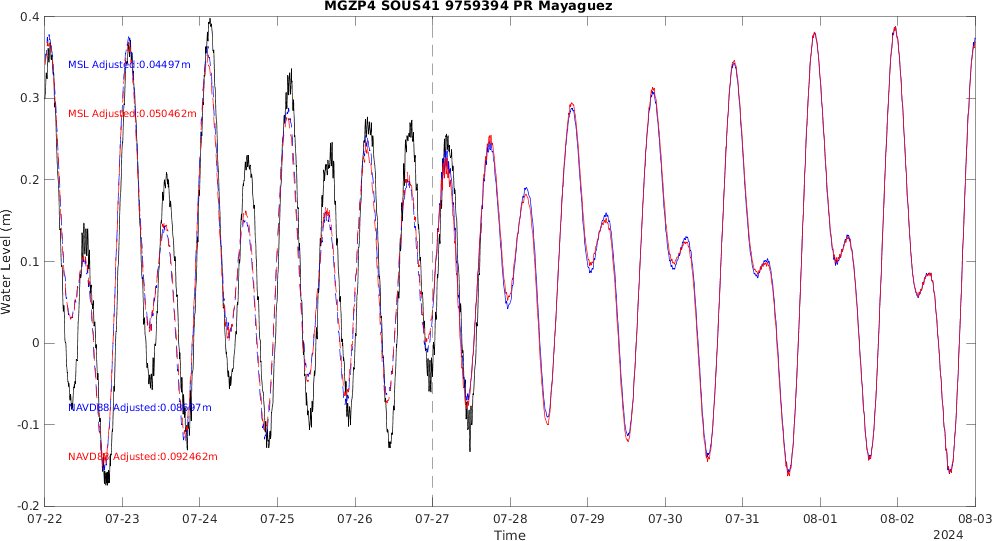 MGZP4 SOUS41 9759394 PR Mayaguez
0.4
MSL Adjusted:0.04497m
0.3
MSL Adjusted:0.050462m
0.2
Water Level (m)
0.1
0
NAVD88 Adjusted:0.08697m
-0.1
NAVD88 Adjusted:0.092462m
-0.2
07-22 07-23 07-24 07-25 07-26 07-27 07-28 07-29 07-30 07-31 08-01 08-02 08-03
Time
2024